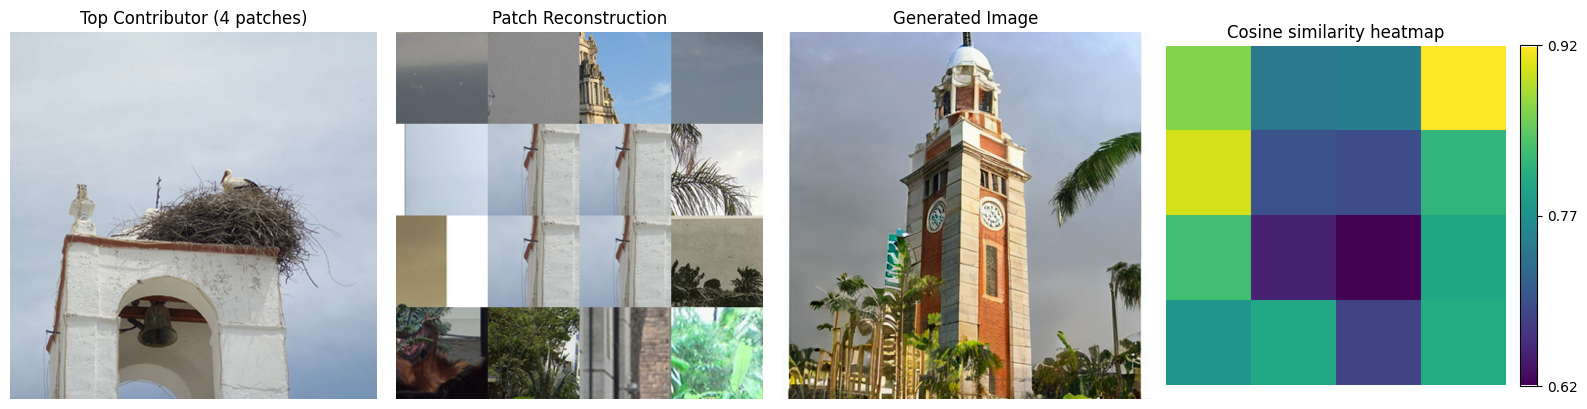 Top Contributor (4 patches)
Patch Reconstruction
Generated Image
Cosine similarity heatmap
0.92
0.77
0.62